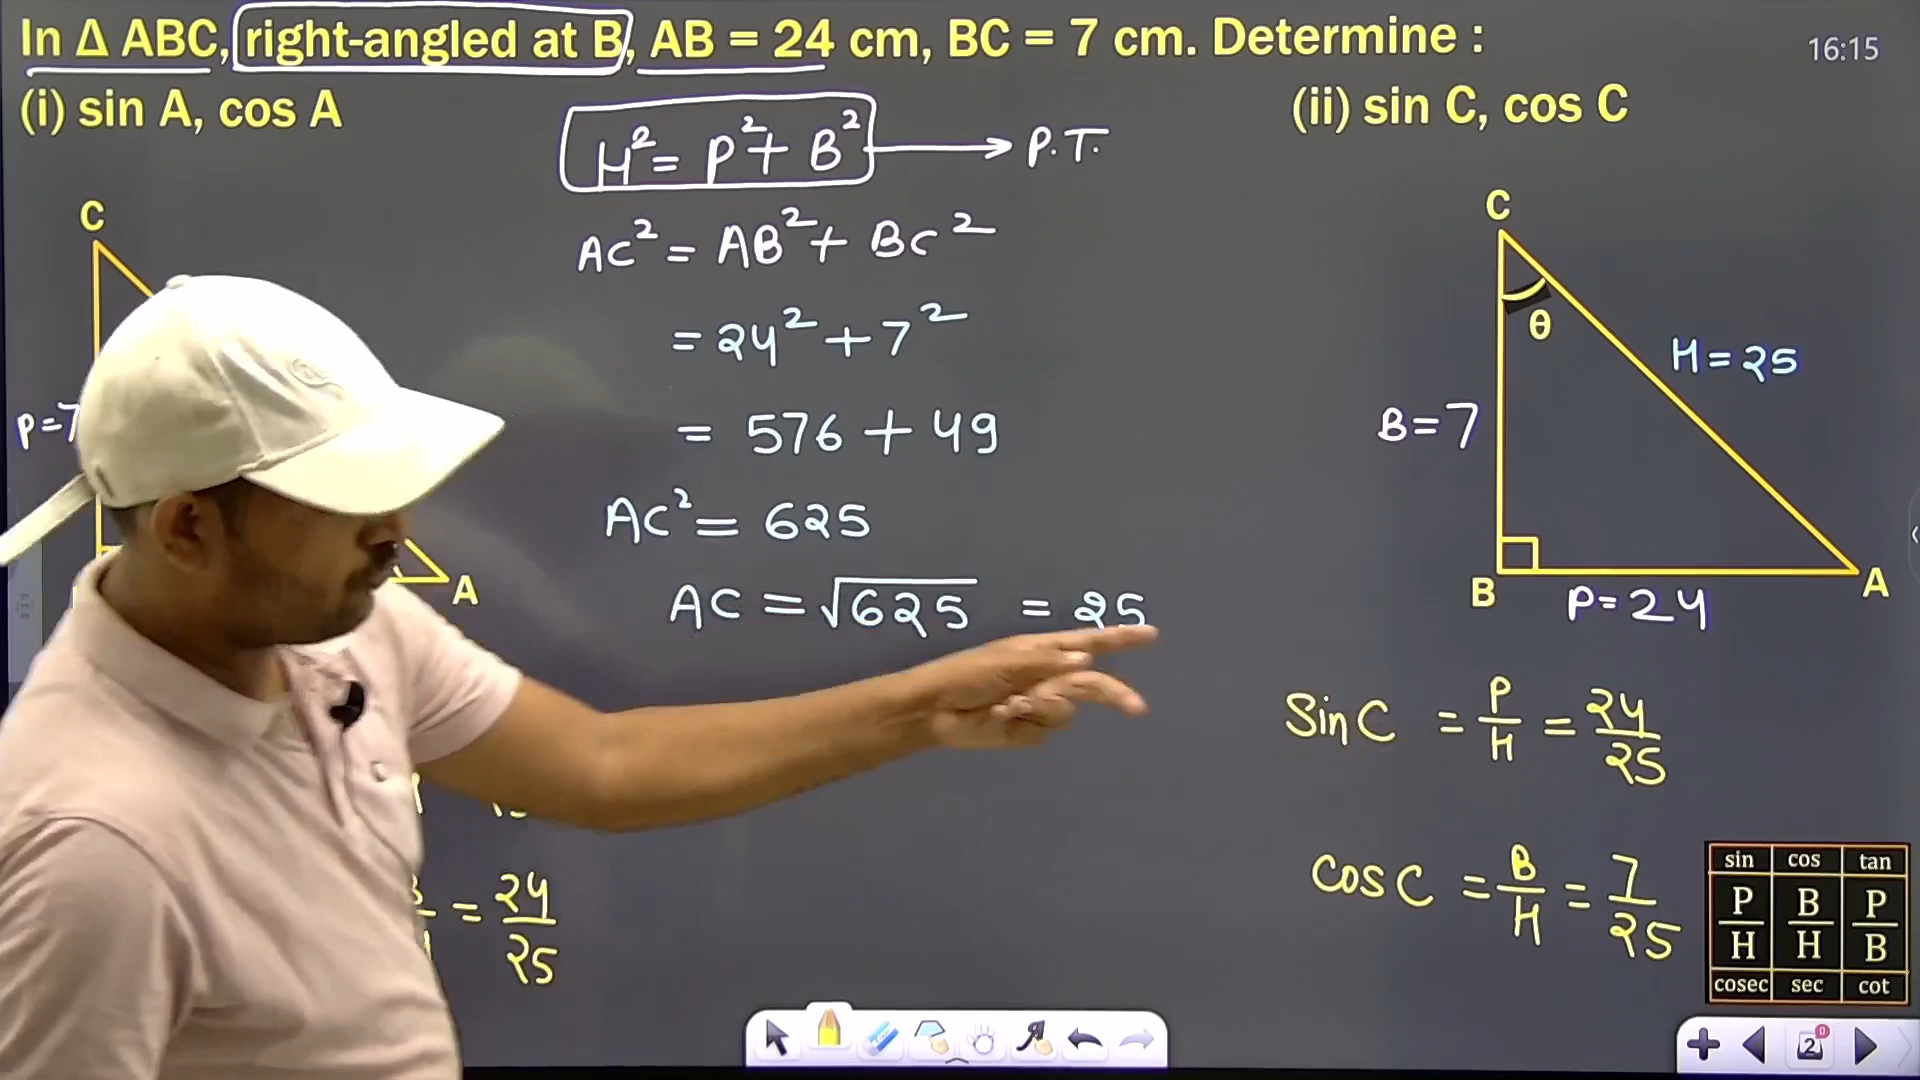 In Δ ABC, right-angled at B, AB = 24 cm, BC = 7 cm. Determine :
16:15
(i) sin A, cos A
(ii) sin C, cos C
H² = P² + B² → P.T.
AC² = AB² + BC²
= 24² + 7²
= 576 + 49
AC² = 625
AC = √625 = 25
C
P=7
A
C
θ
H = 25
B = 7
B
P = 24
A
Sin C = P/H = 24/25
Cos C = B/H = 7/25
= 24/25
sin cos tan
P/H B/H P/B
cosec sec cot
2
0